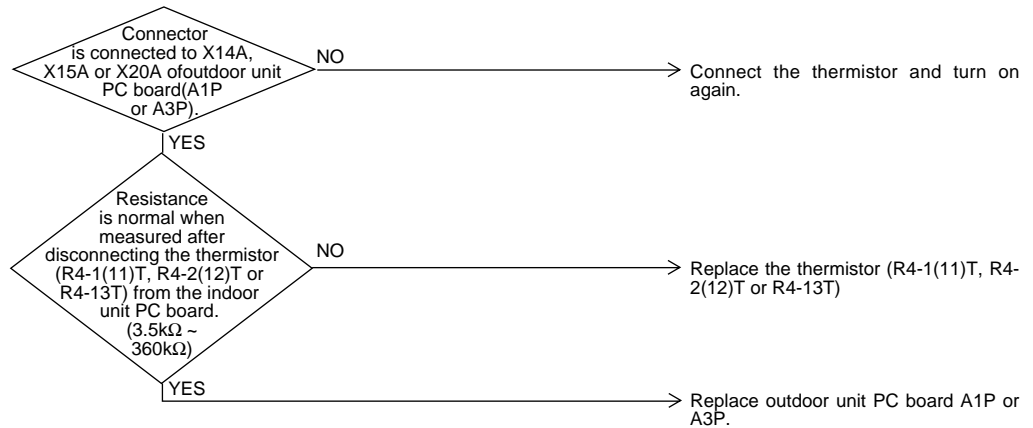 Connector
is connected to X14A,
X15A or X20A ofoutdoor unit
PC board(A1P
or A3P).
NO
Connect the thermistor and turn on
again.
YES
Resistance
is normal when
measured after
disconnecting the thermistor
(R4-1(11)T, R4-2(12)T or
R4-13T) from the indoor
unit PC board.
(3.5kΩ ~
360kΩ)
NO
Replace the thermistor (R4-1(11)T, R4-
2(12)T or R4-13T)
YES
Replace outdoor unit PC board A1P or
A3P.